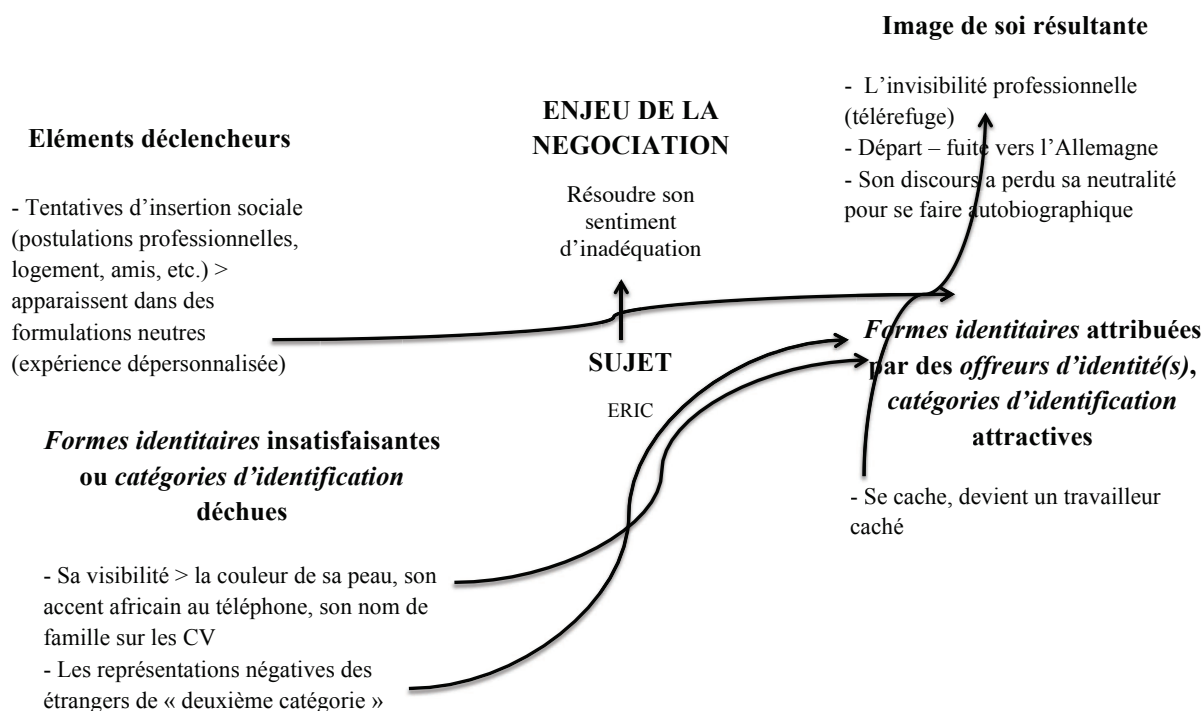 Image de soi résultante
- L’invisibilité professionnelle
(télérefuge)
- Départ – fuite vers l’Allemagne
- Son discours a perdu sa neutralité
pour se faire autobiographique
ENJEU DE LA
NEGOCIATION
Résoudre son
sentiment
d’inadéquation
Eléments déclencheurs
- Tentatives d’insertion sociale
(postulations professionnelles,
logement, amis, etc.) >
apparaissent dans des
formulations neutres
(expérience dépersonnalisée)
SUJET
ERIC
Formes identitaires attribuées
par des offreurs d’identité(s),
catégories d’identification
attractives
- Se cache, devient un travailleur
caché
Formes identitaires insatisfaisantes
ou catégories d’identification
déchues
- Sa visibilité > la couleur de sa peau, son
accent africain au téléphone, son nom de
famille sur les CV
- Les représentations négatives des
étrangers de « deuxième catégorie »